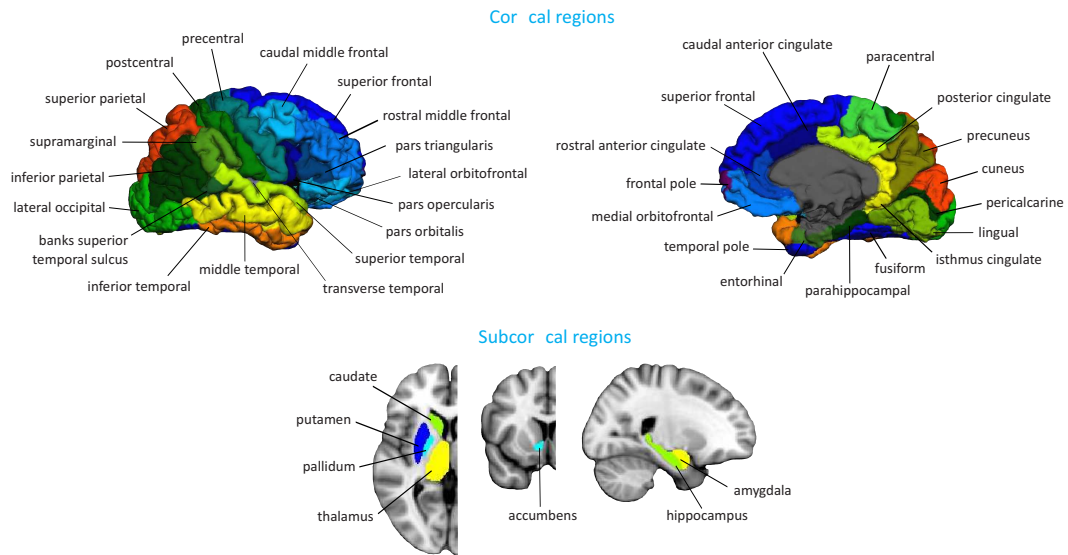 Cor cal regions
precentral
caudal middle frontal
postcentral
superior frontal
superior parietal
rostral middle frontal
supramarginal
pars triangularis
inferior parietal
lateral orbitofrontal
lateral occipital
pars opercularis
banks superior
temporal sulcus
pars orbitalis
middle temporal
superior temporal
inferior temporal
transverse temporal
caudal anterior cingulate
paracentral
superior frontal
posterior cingulate
rostral anterior cingulate
precuneus
frontal pole
cuneus
medial orbitofrontal
pericalcarine
temporal pole
lingual
entorhinal
fusiform
isthmus cingulate
parahippocampal
Subcor cal regions
caudate
putamen
pallidum
thalamus
accumbens
amygdala
hippocampus